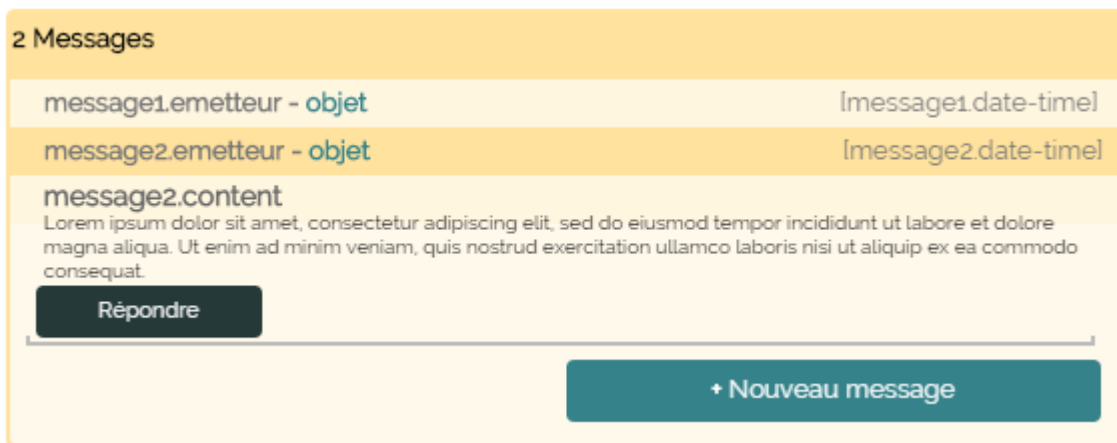 2 Messages
message1.emetteur - objet [message1.date-time]
message2.emetteur - objet [message2.date-time]
message2.content
Lorem ipsum dolor sit amet, consectetur adipiscing elit, sed do eiusmod tempor incididunt ut labore et dolore
magna aliqua. Ut enim ad minim veniam, quis nostrud exercitation ullamco laboris nisi ut aliquip ex ea commodo
consequat.
Répondre
+ Nouveau message